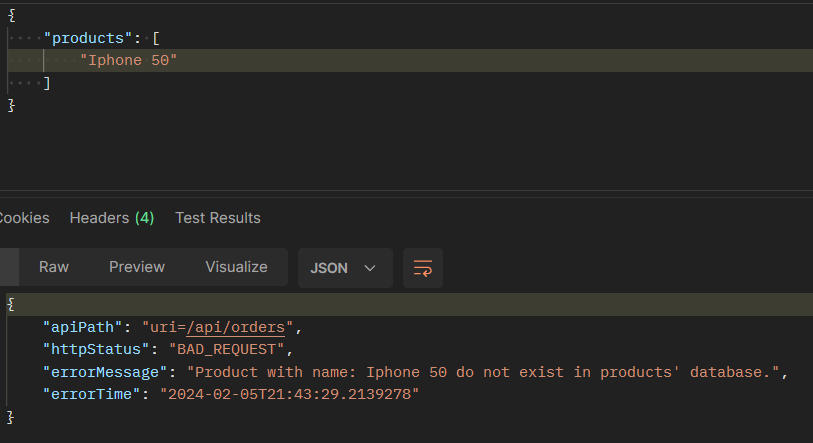 {
"products": [
"Iphone 50"
]
}
Cookies Headers (4) Test Results
Raw Preview Visualize JSON
{
"apiPath": "uri=/api/orders",
"httpStatus": "BAD_REQUEST",
"errorMessage": "Product with name: Iphone 50 do not exist in products' database.",
"errorTime": "2024-02-05T21:43:29.2139278"
}